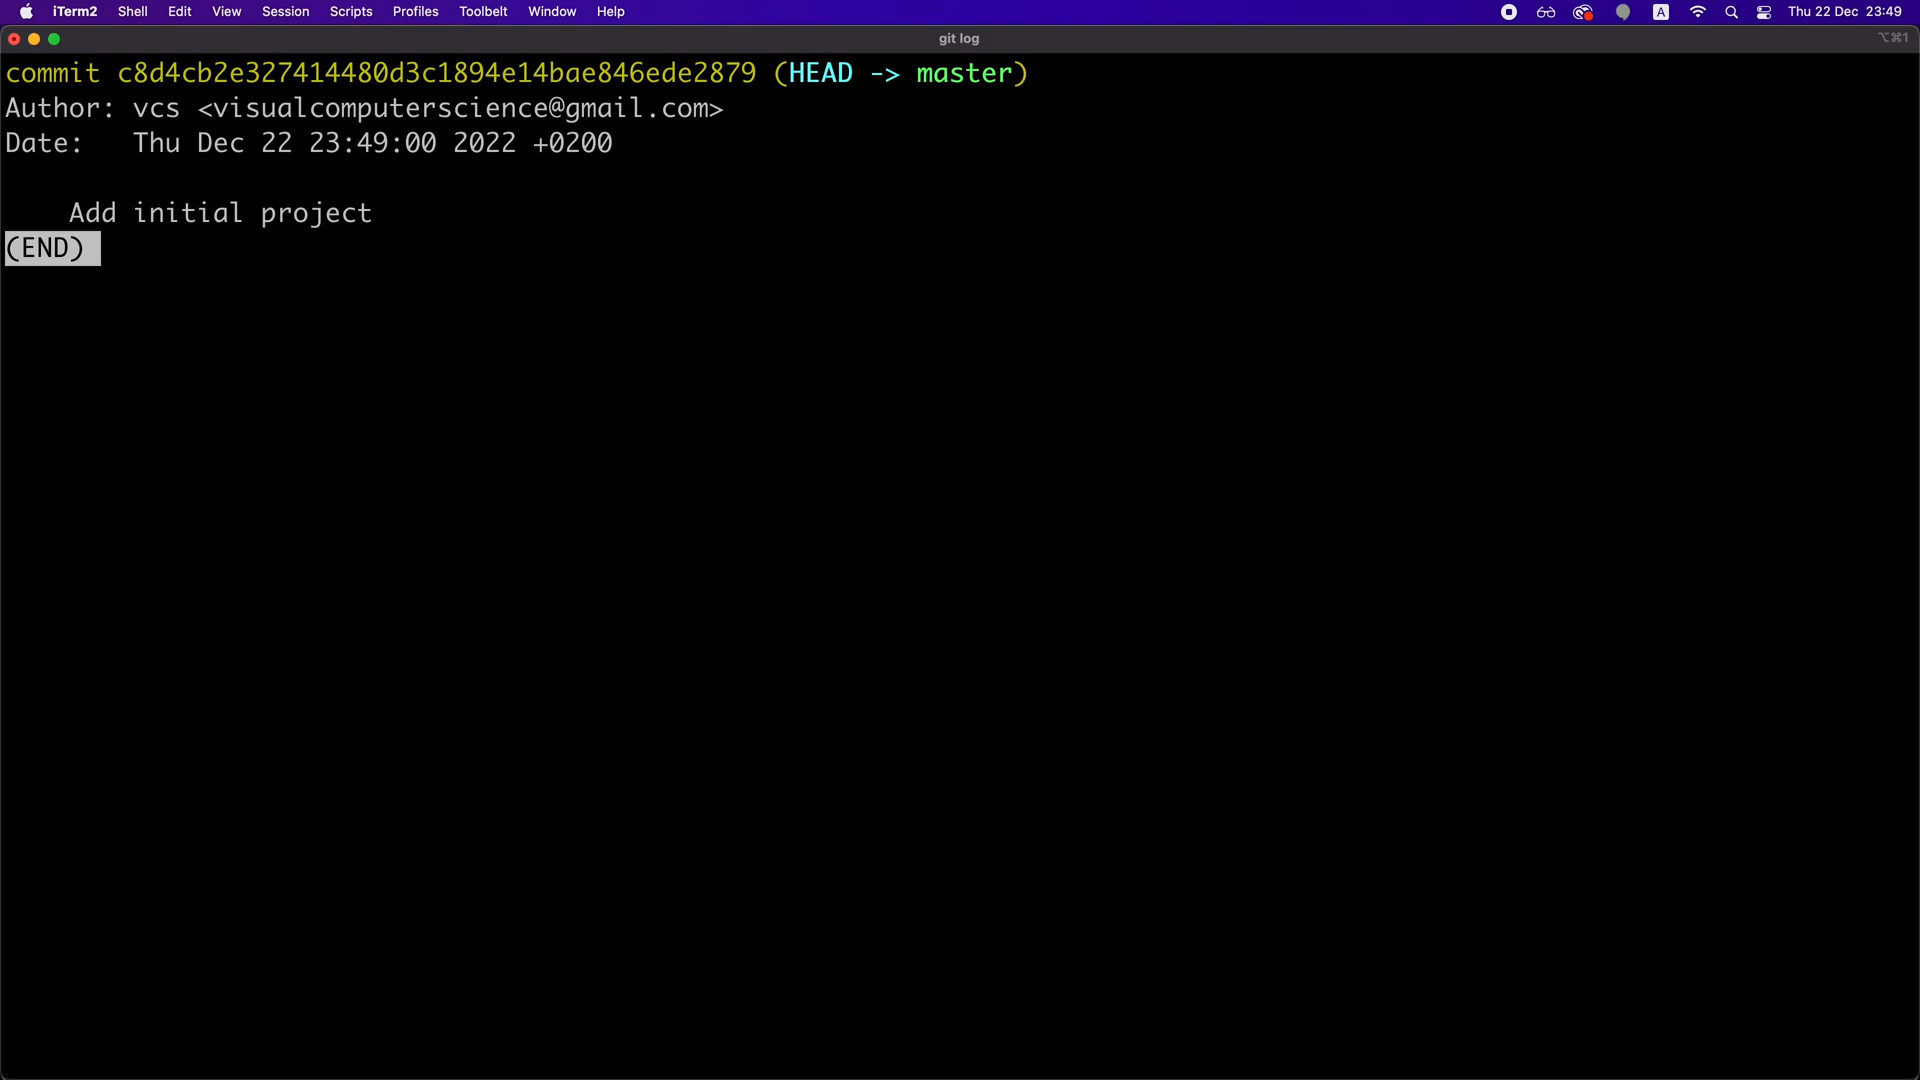 iTerm2 Shell Edit View Session Scripts Profiles Toolbelt Window Help A Thu 22 Dec 23:49
git log ⌥⌘1
commit c8d4cb2e327414480d3c1894e14bae846ede2879 (HEAD -> master)
Author: vcs <visualcomputerscience@gmail.com>
Date:   Thu Dec 22 23:49:00 2022 +0200
    Add initial project
(END)